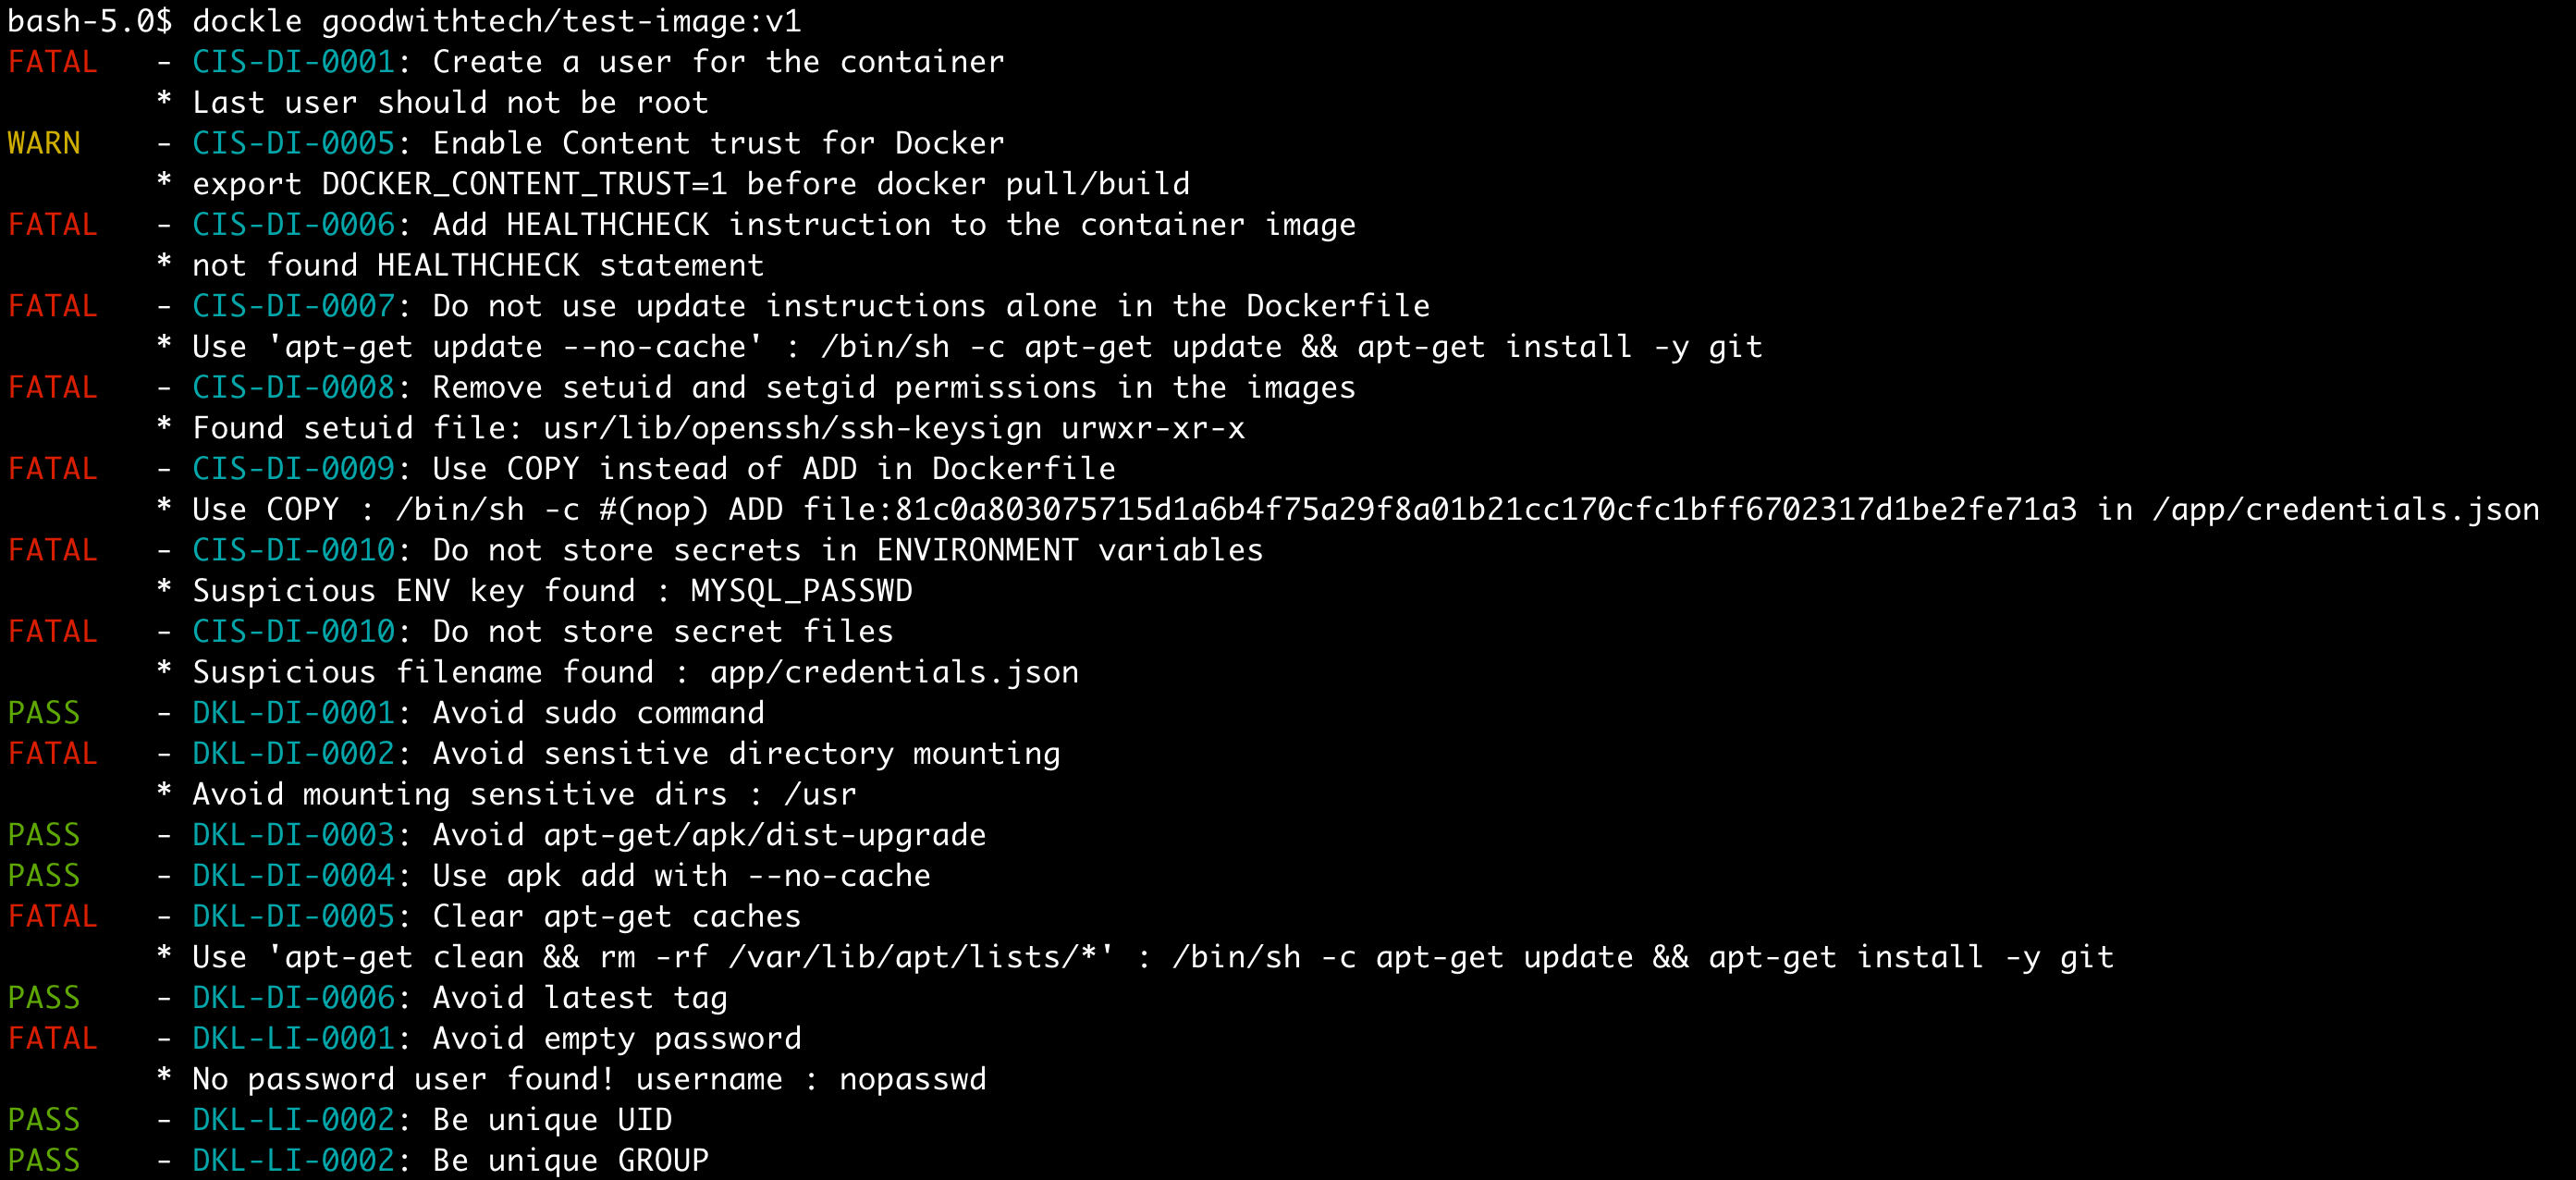 bash-5.0$ dockle goodwithtech/test-image:v1
FATAL - CIS-DI-0001: Create a user for the container
* Last user should not be root
WARN - CIS-DI-0005: Enable Content trust for Docker
* export DOCKER_CONTENT_TRUST=1 before docker pull/build
FATAL - CIS-DI-0006: Add HEALTHCHECK instruction to the container image
* not found HEALTHCHECK statement
FATAL - CIS-DI-0007: Do not use update instructions alone in the Dockerfile
* Use 'apt-get update --no-cache' : /bin/sh -c apt-get update && apt-get install -y git
FATAL - CIS-DI-0008: Remove setuid and setgid permissions in the images
* Found setuid file: usr/lib/openssh/ssh-keysign urwxr-xr-x
FATAL - CIS-DI-0009: Use COPY instead of ADD in Dockerfile
* Use COPY : /bin/sh -c #(nop) ADD file:81c0a803075715d1a6b4f75a29f8a01b21cc170cfc1bff6702317d1be2fe71a3 in /app/credentials.json
FATAL - CIS-DI-0010: Do not store secrets in ENVIRONMENT variables
* Suspicious ENV key found : MYSQL_PASSWD
FATAL - CIS-DI-0010: Do not store secret files
* Suspicious filename found : app/credentials.json
PASS - DKL-DI-0001: Avoid sudo command
FATAL - DKL-DI-0002: Avoid sensitive directory mounting
* Avoid mounting sensitive dirs : /usr
PASS - DKL-DI-0003: Avoid apt-get/apk/dist-upgrade
PASS - DKL-DI-0004: Use apk add with --no-cache
FATAL - DKL-DI-0005: Clear apt-get caches
* Use 'apt-get clean && rm -rf /var/lib/apt/lists/*' : /bin/sh -c apt-get update && apt-get install -y git
PASS - DKL-DI-0006: Avoid latest tag
FATAL - DKL-LI-0001: Avoid empty password
* No password user found! username : nopasswd
PASS - DKL-LI-0002: Be unique UID
PASS - DKL-LI-0002: Be unique GROUP